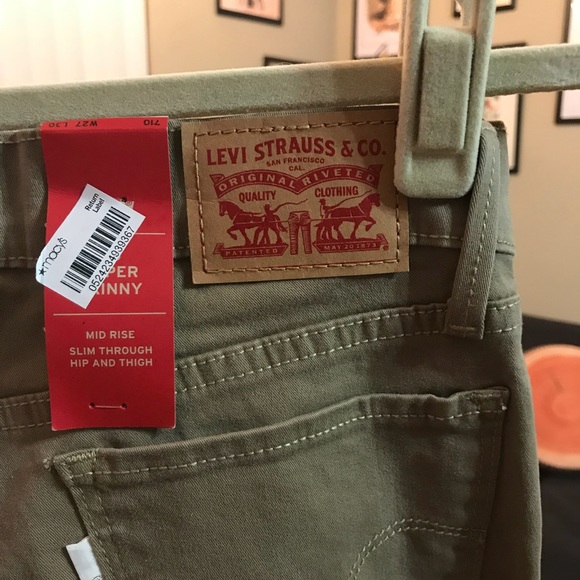 710
W27 L30
LEVI STRAUSS & CO.
SAN FRANCISCO
CAL.
ORIGINAL RIVETED
QUALITY CLOTHING
PATENTED MAY 20 1873
Return
Label
★macy's
0524234939367
PER
INNY
MID RISE
SLIM THROUGH
HIP AND THIGH